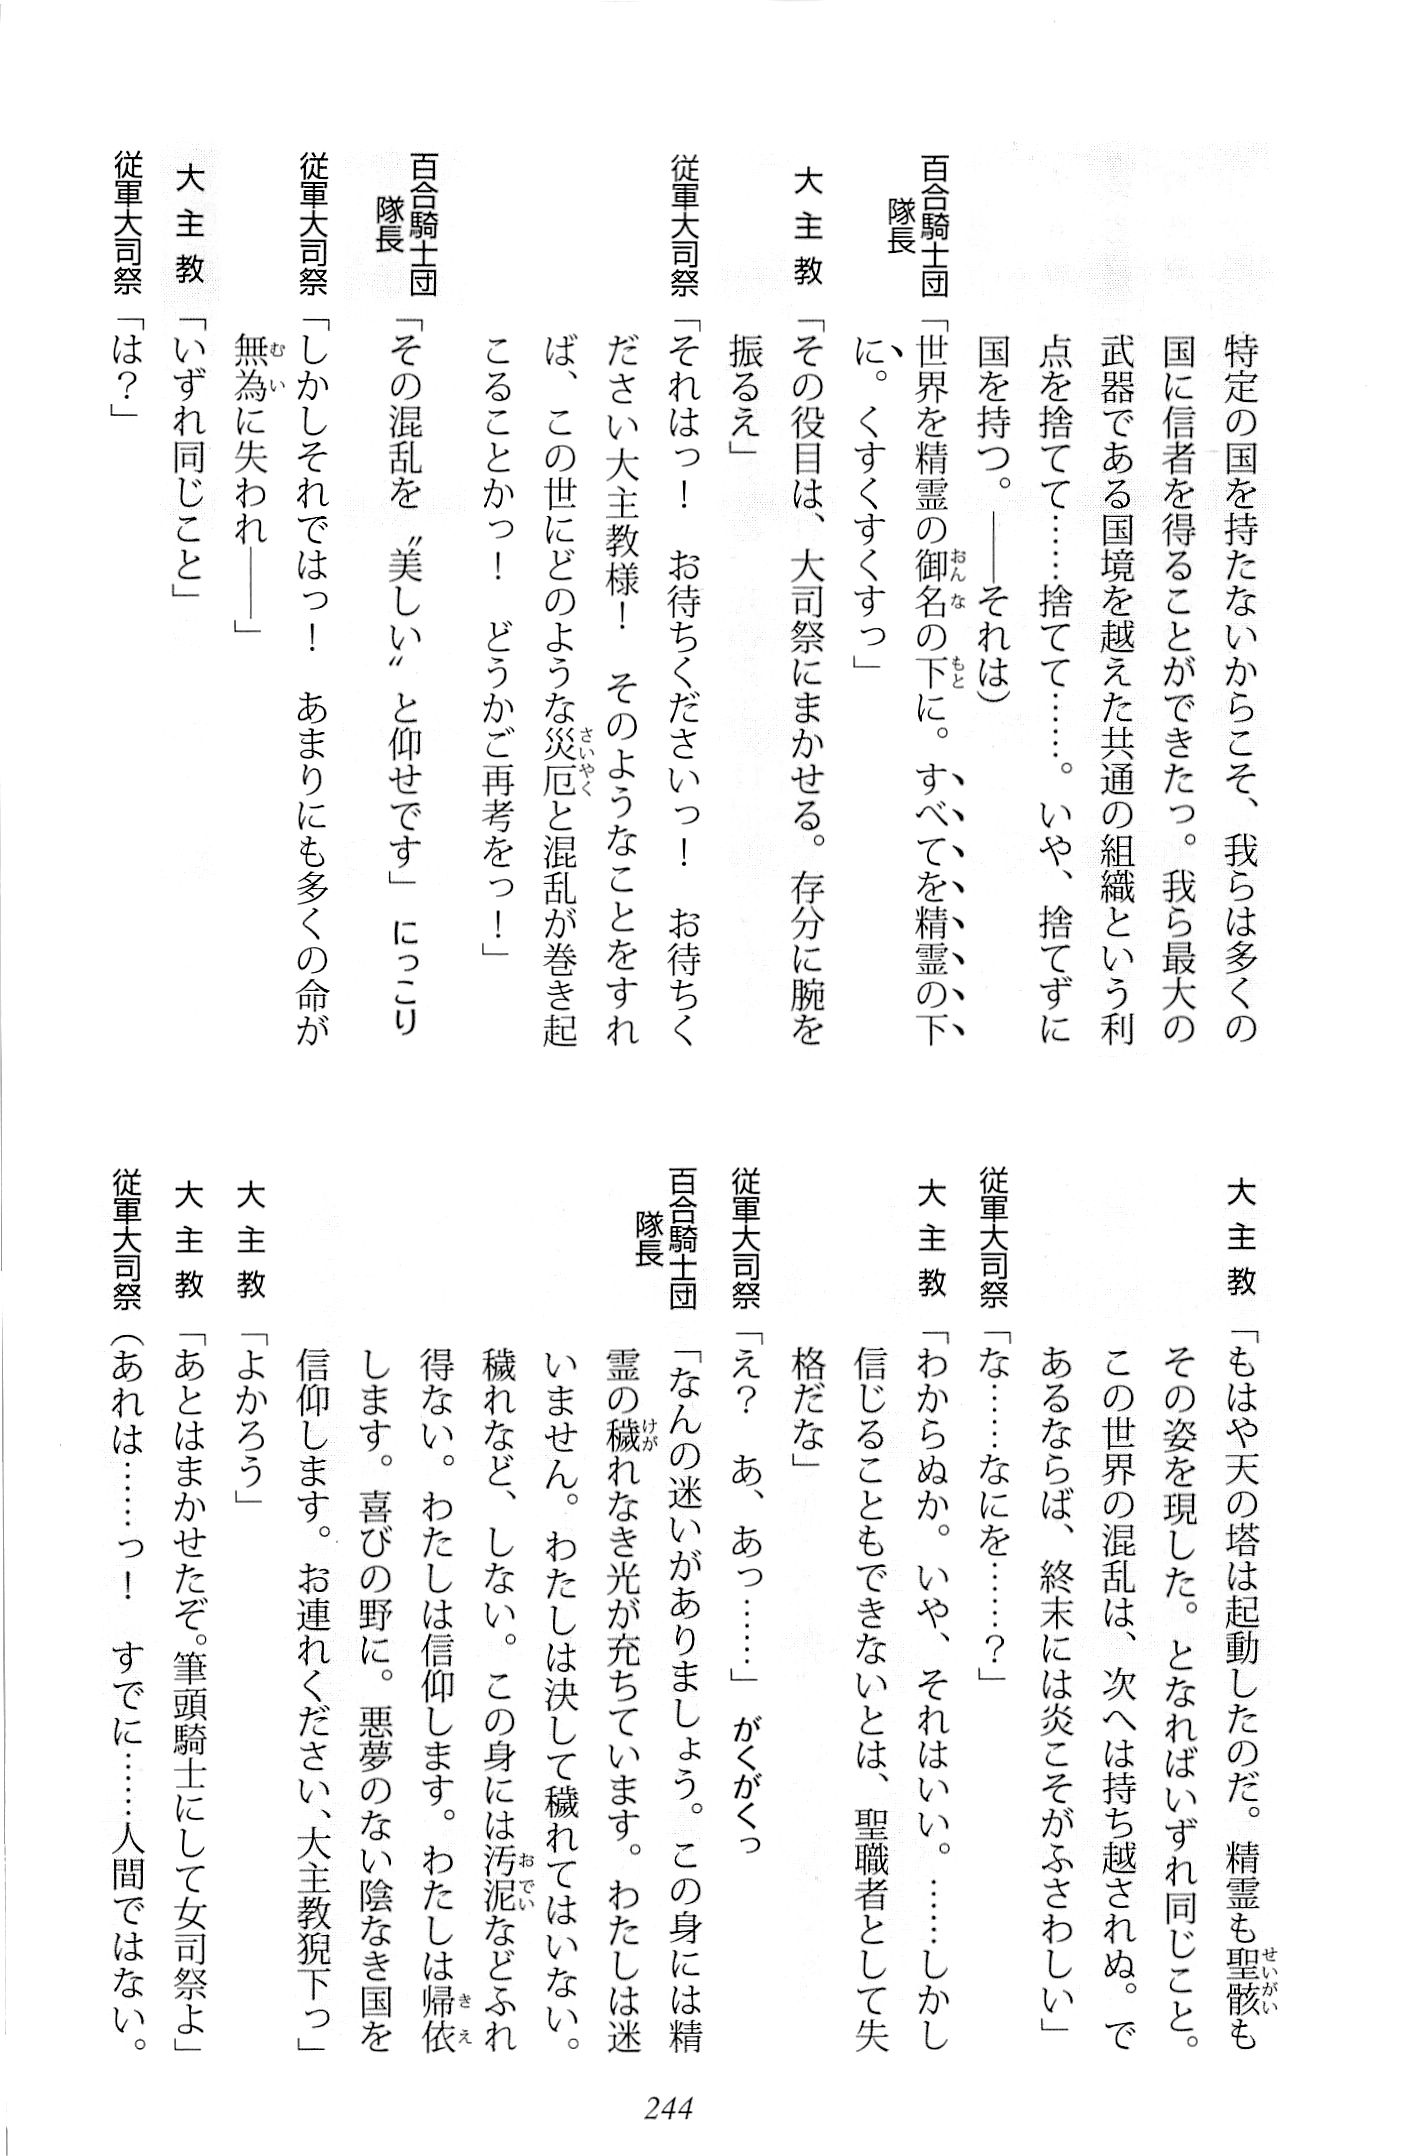 特定の国を持たないからこそ、我らは多くの
国に信者を得ることができたっ。我ら最大の
武器である国境を越えた共通の組織という利
点を捨てて……捨てて……。いや、捨てずに
国を持つ。――それは）
百合騎士団隊長「世界を精霊の御名の下に。すべてを精霊の下
に。くすくすくすっ」
大主教「その役目は、大司祭にまかせる。存分に腕を
振るえ」
従軍大司祭「それはっ！　お待ちくださいっ！　お待ちく
ださい大主教様！　そのようなことをすれ
ば、この世にどのような災厄と混乱が巻き起
こることかっ！　どうかご再考をっ！」
百合騎士団隊長「その混乱を〝美しい〟と仰せです」にっこり
従軍大司祭「しかしそれではっ！　あまりにも多くの命が
無為に失われ――」
大主教「いずれ同じこと」
従軍大司祭「は？」
大主教「もはや天の塔は起動したのだ。精霊も聖骸も
その姿を現した。となればいずれ同じこと。
この世界の混乱は、次へは持ち越されぬ。で
あるならば、終末には炎こそがふさわしい」
従軍大司祭「な……なにを……？」
大主教「わからぬか。いや、それはいい。……しかし
信じることもできないとは、聖職者として失
格だな」
従軍大司祭「え？　あ、あっ……」がくがくっ
百合騎士団隊長「なんの迷いがありましょう。この身には精
霊の穢れなき光が充ちています。わたしは迷
いません。わたしは決して穢れてはいない。
穢れなど、しない。この身には汚泥などふれ
得ない。わたしは信仰します。わたしは帰依
します。喜びの野に。悪夢のない陰なき国を
信仰します。お連れください、大主教猊下っ」
大主教「よかろう」
大主教「あとはまかせたぞ。筆頭騎士にして女司祭よ」
従軍大司祭（あれは……っ！　すでに……人間ではない。
244